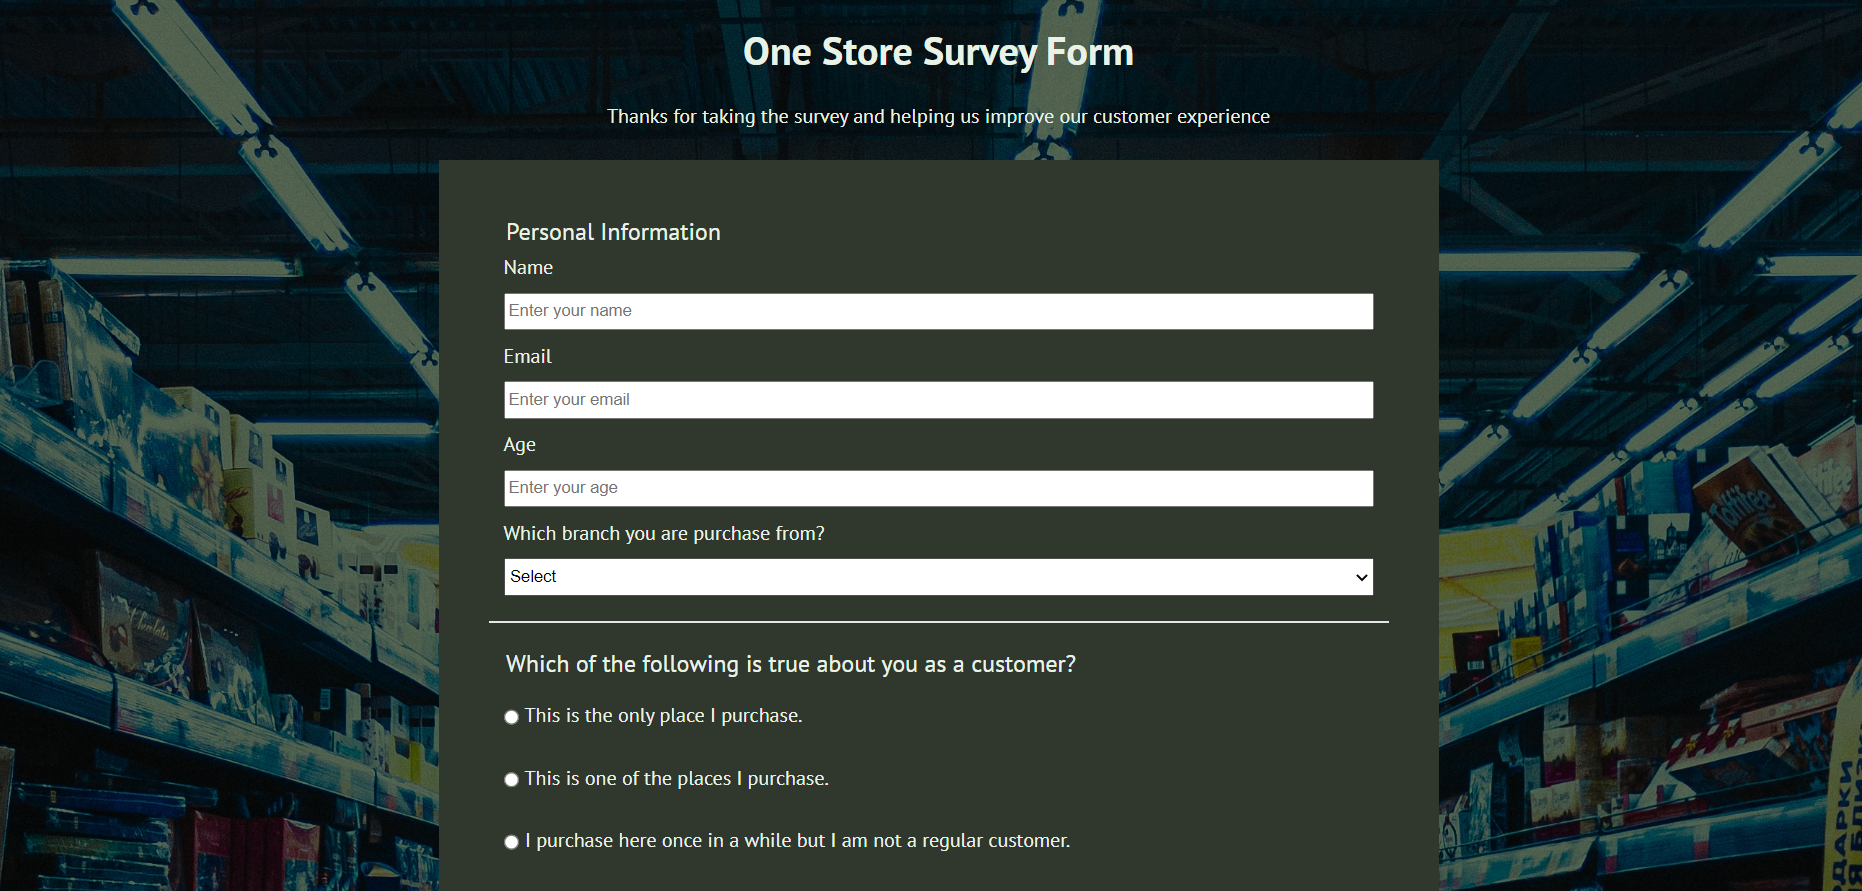 One Store Survey Form
Thanks for taking the survey and helping us improve our customer experience
Personal Information
Name
Enter your name
Email
Enter your email
Age
Enter your age
Which branch you are purchase from?
Select
Which of the following is true about you as a customer?
This is the only place I purchase.
This is one of the places I purchase.
I purchase here once in a while but I am not a regular customer.
Chocolates
Toffifee